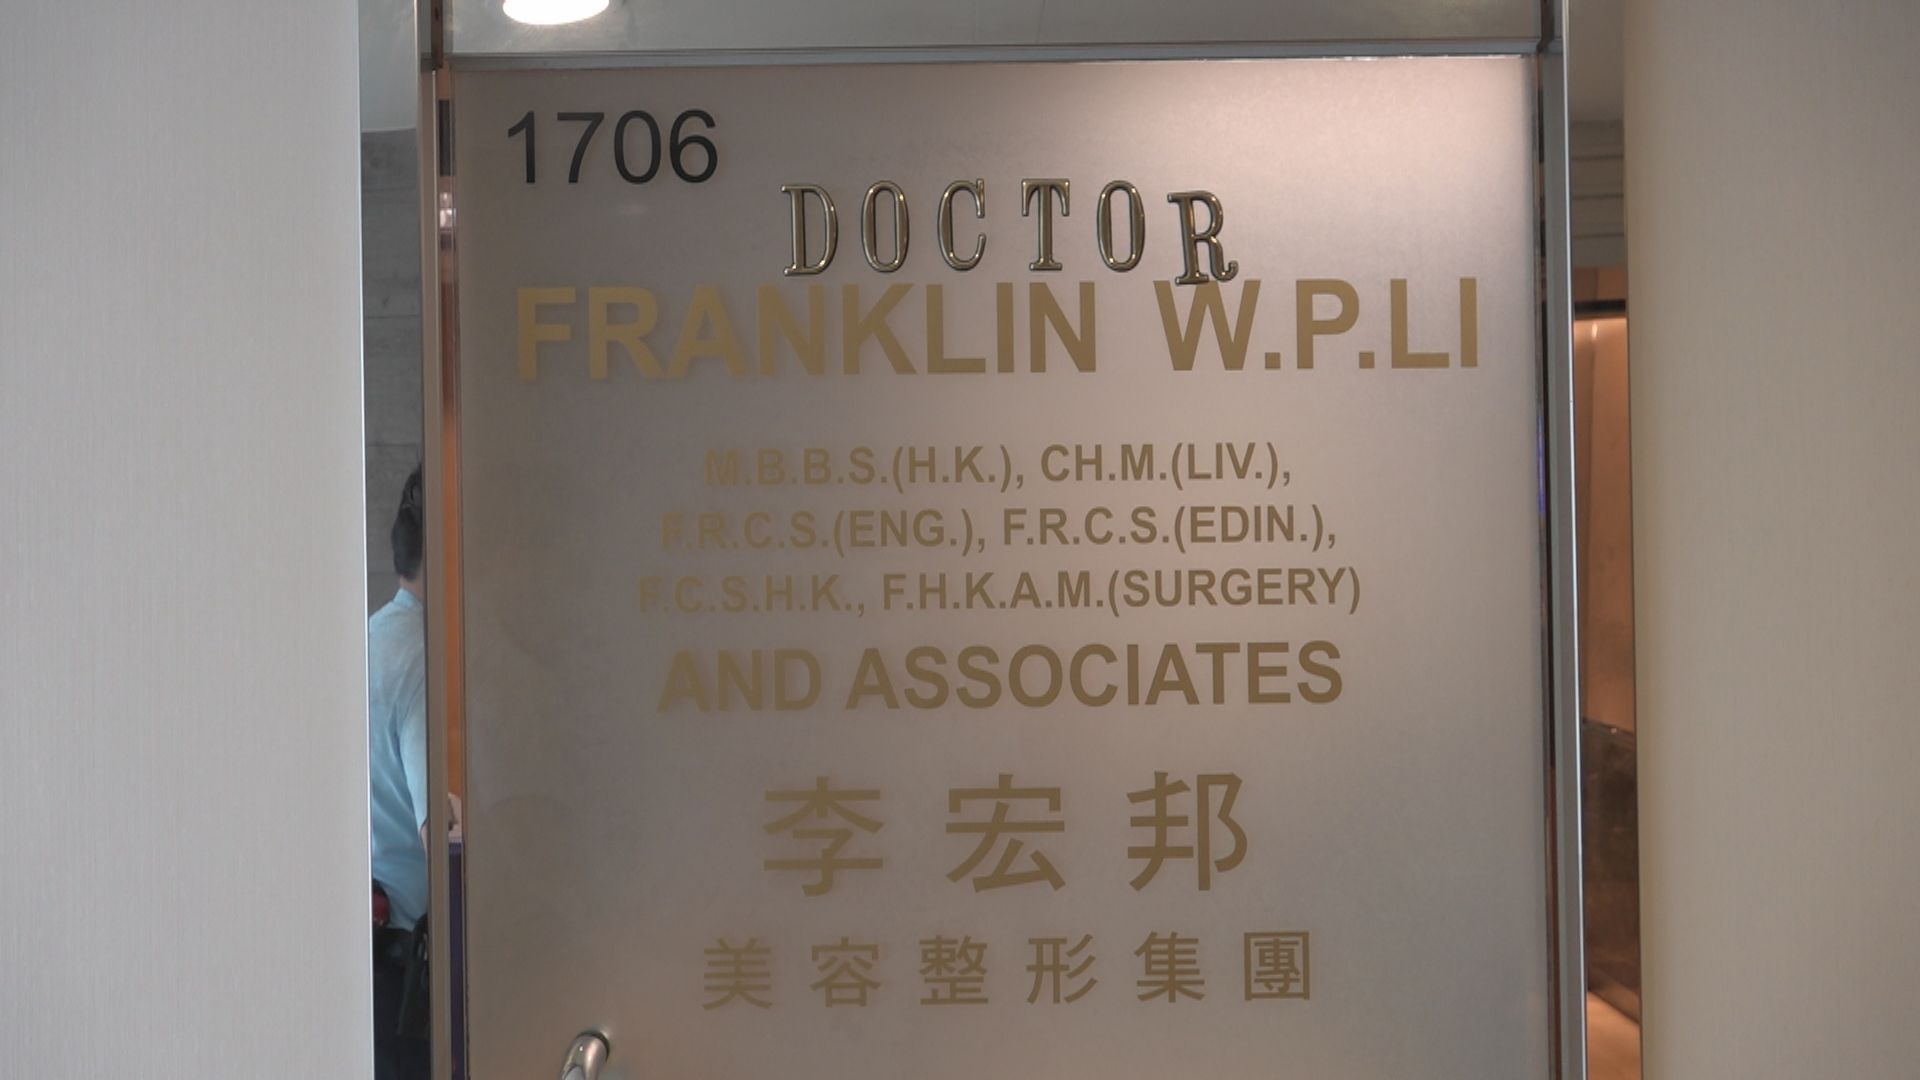 1706
DOCTOR
FRANKLIN W.P.LI
M.B.B.S.(H.K.), CH.M.(LIV.),
F.R.C.S.(ENG.), F.R.C.S.(EDIN.),
F.C.S.H.K., F.H.K.A.M.(SURGERY)
AND ASSOCIATES
李宏邦
美容整形集團